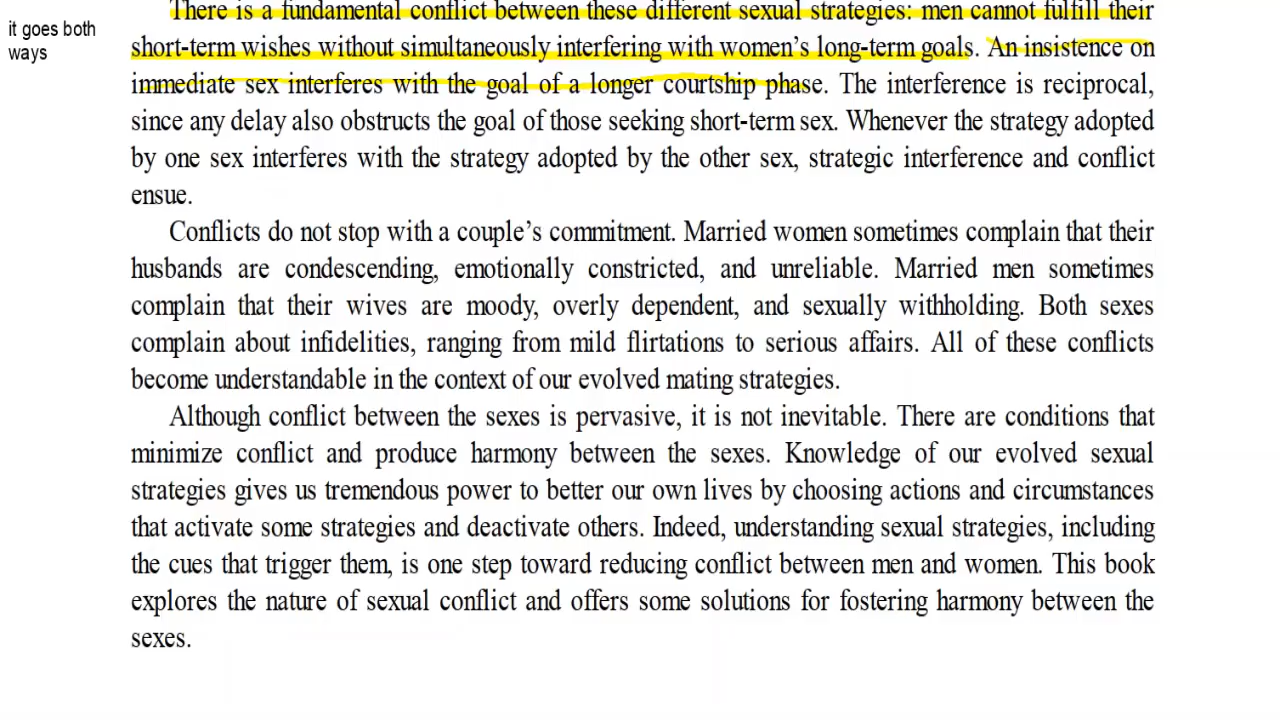 it goes both
ways
There is a fundamental conflict between these different sexual strategies: men cannot fulfill their
short-term wishes without simultaneously interfering with women’s long-term goals. An insistence on
immediate sex interferes with the goal of a longer courtship phase. The interference is reciprocal,
since any delay also obstructs the goal of those seeking short-term sex. Whenever the strategy adopted
by one sex interferes with the strategy adopted by the other sex, strategic interference and conflict
ensue.
Conflicts do not stop with a couple’s commitment. Married women sometimes complain that their
husbands are condescending, emotionally constricted, and unreliable. Married men sometimes
complain that their wives are moody, overly dependent, and sexually withholding. Both sexes
complain about infidelities, ranging from mild flirtations to serious affairs. All of these conflicts
become understandable in the context of our evolved mating strategies.
Although conflict between the sexes is pervasive, it is not inevitable. There are conditions that
minimize conflict and produce harmony between the sexes. Knowledge of our evolved sexual
strategies gives us tremendous power to better our own lives by choosing actions and circumstances
that activate some strategies and deactivate others. Indeed, understanding sexual strategies, including
the cues that trigger them, is one step toward reducing conflict between men and women. This book
explores the nature of sexual conflict and offers some solutions for fostering harmony between the
sexes.